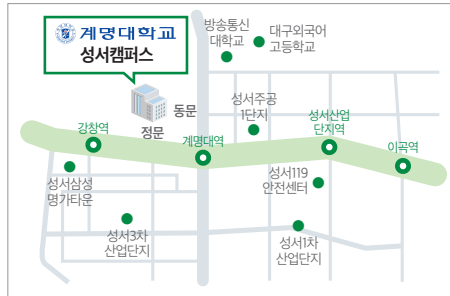 계명대학교
성서캠퍼스
방송통신
대학교
대구외국어
고등학교
동문
정문
강창역
계명대역
성서주공
1단지
성서산업
단지역
이곡역
성서삼성
명가타운
성서3차
산업단지
성서119
안전센터
성서1차
산업단지